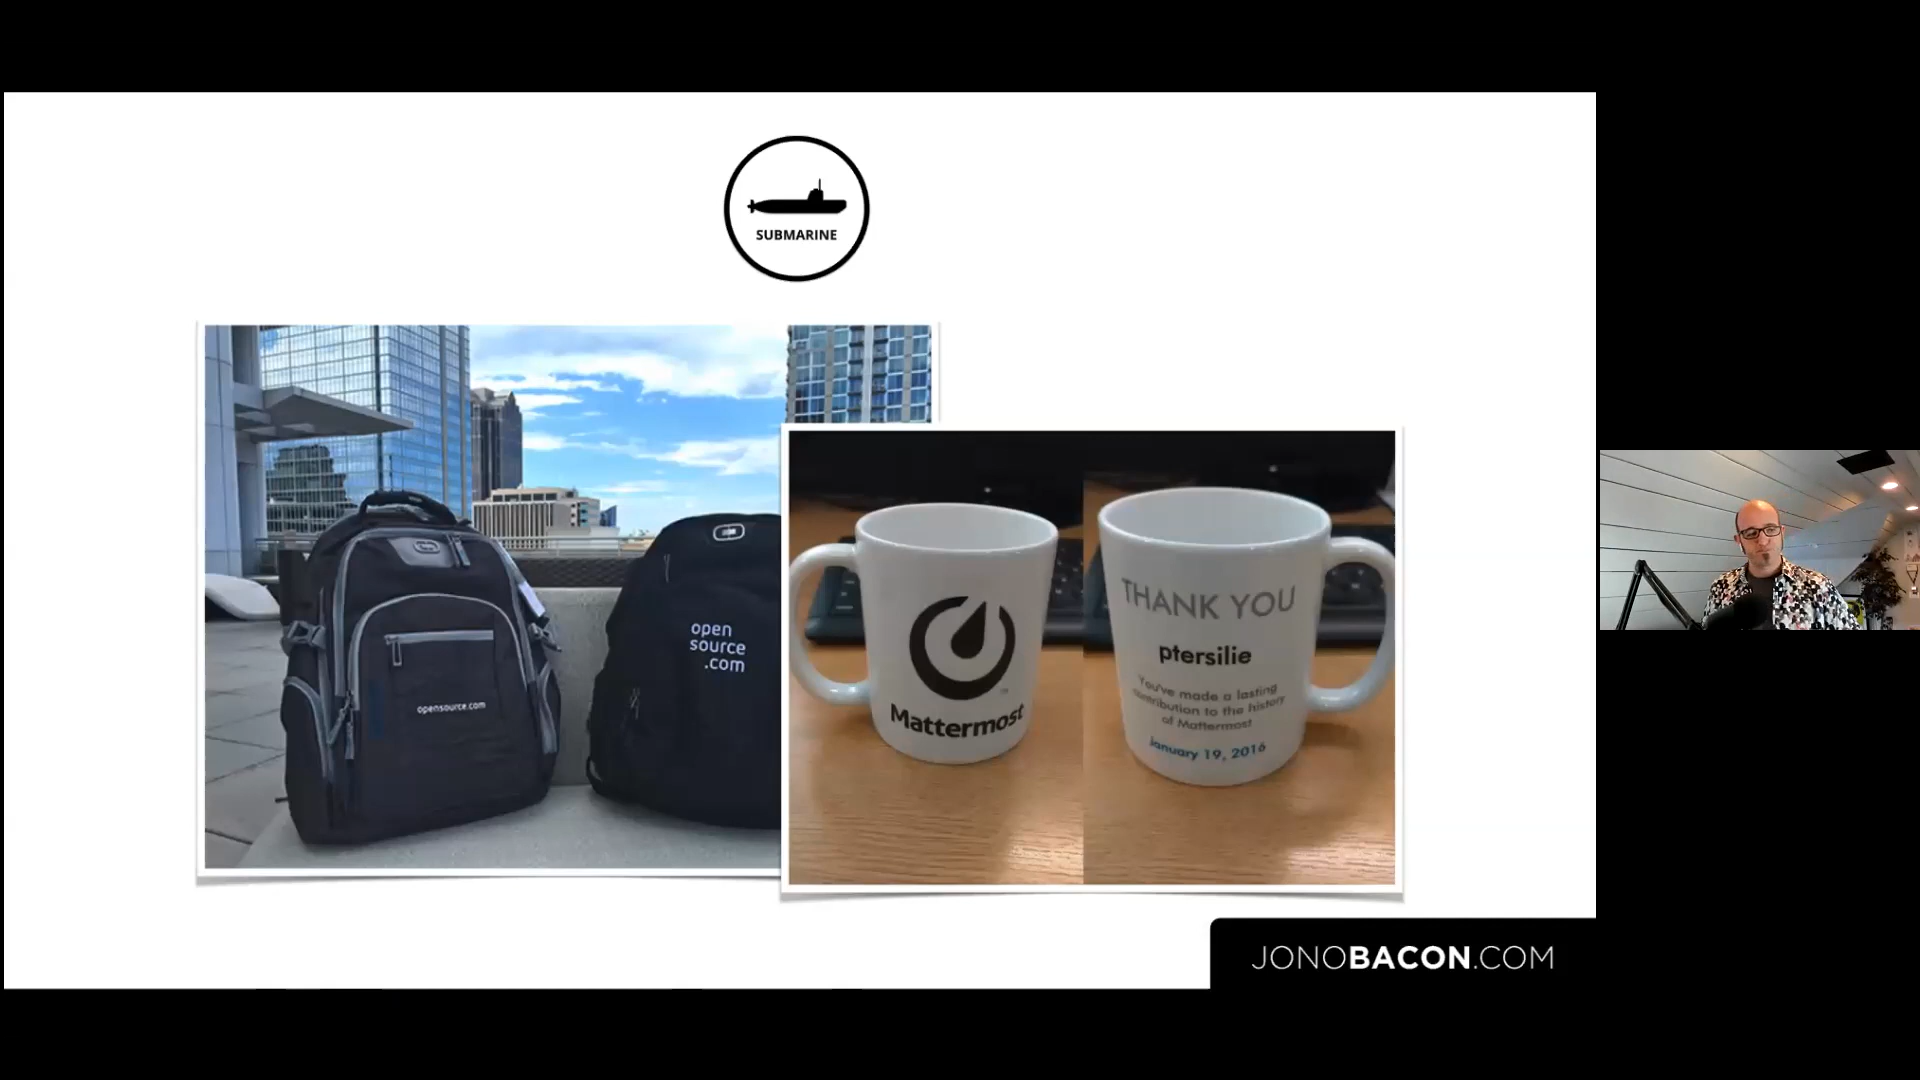 SUBMARINE
opensource.com
open
source
.com
Mattermost
THANK YOU
ptersilie
You've made a lasting
contribution to the history
of Mattermost
January 19, 2016
JONOBACON.COM